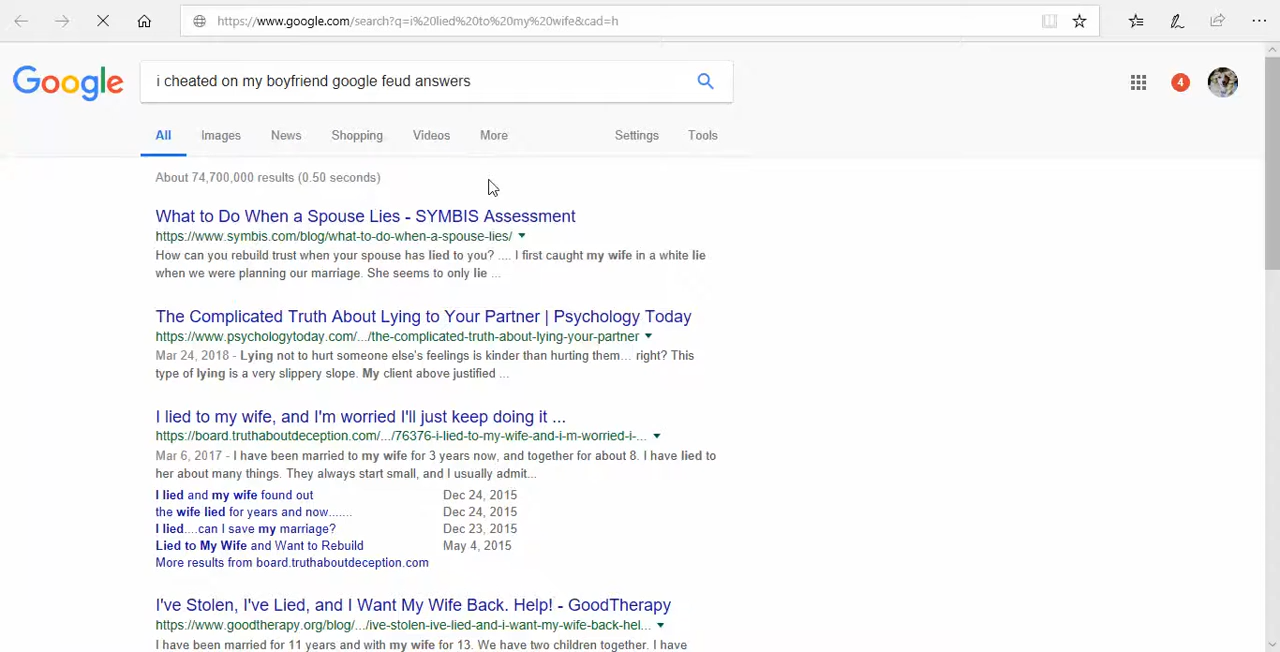 https://www.google.com/search?q=i%20lied%20to%20my%20wife&cad=h
Google
i cheated on my boyfriend google feud answers
4
All Images News Shopping Videos More Settings Tools
About 74,700,000 results (0.50 seconds)
What to Do When a Spouse Lies - SYMBIS Assessment
https://www.symbis.com/blog/what-to-do-when-a-spouse-lies/
How can you rebuild trust when your spouse has lied to you? .... I first caught my wife in a white lie
when we were planning our marriage. She seems to only lie ...
The Complicated Truth About Lying to Your Partner | Psychology Today
https://www.psychologytoday.com/.../the-complicated-truth-about-lying-your-partner
Mar 24, 2018 - Lying not to hurt someone else's feelings is kinder than hurting them… right? This
type of lying is a very slippery slope. My client above justified ...
I lied to my wife, and I'm worried I'll just keep doing it ...
https://board.truthaboutdeception.com/.../76376-i-lied-to-my-wife-and-i-m-worried-i-...
Mar 6, 2017 - I have been married to my wife for 3 years now, and together for about 8. I have lied to
her about many things. They always start small, and I usually admit...
I lied and my wife found out Dec 24, 2015
the wife lied for years and now....... Dec 24, 2015
I lied....can I save my marriage? Dec 23, 2015
Lied to My Wife and Want to Rebuild May 4, 2015
More results from board.truthaboutdeception.com
I've Stolen, I've Lied, and I Want My Wife Back. Help! - GoodTherapy
https://www.goodtherapy.org/blog/.../ive-stolen-ive-lied-and-i-want-my-wife-back-hel...
I have been married for 11 years and with my wife for 13. We have two children together. I have